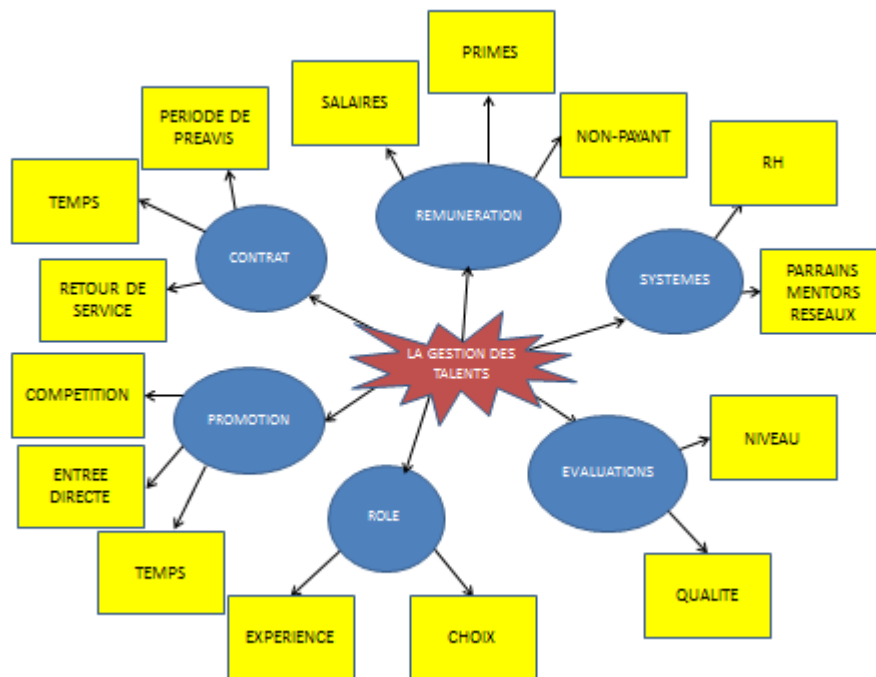 PRIMES
SALAIRES
PERIODE DE
PREAVIS
NON-PAYANT
RH
TEMPS
REMUNERATION
CONTRAT
SYSTEMES
PARRAINS
MENTORS
RESEAUX
RETOUR DE
SERVICE
LA GESTION DES
TALENTS
COMPETITION
PROMOTION
NIVEAU
ENTREE
DIRECTE
EVALUATIONS
ROLE
TEMPS
QUALITE
EXPERIENCE
CHOIX